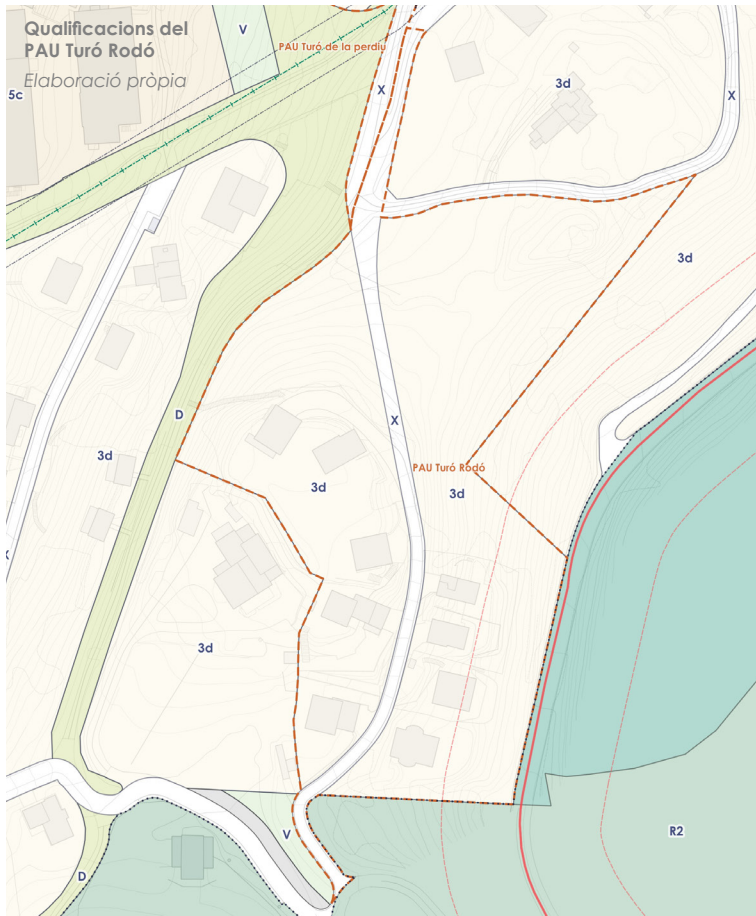 Qualificacions del
PAU Turó Rodó
Elaboració pròpia
V
PAU Turó de la perdiu
5c
X
3d
X
3d
D
X
3d
PAU Turó Rodó
3d
3d
X
3d
V
R2
D